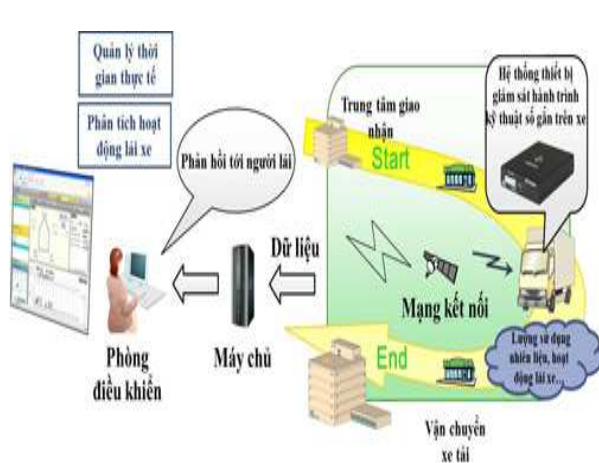 Quản lý thời
gian thực tế
Phân tích hoạt
động lái xe
Phản hồi tới người lái
Trung tâm giao
nhận
Start
Hệ thống thiết bị
giám sát hành trình
kỹ thuật số gắn trên xe
Dữ liệu
Mạng kết nối
Phòng
điều khiển
Máy chủ
End
Lượng sử dụng
nhiên liệu, hoạt
động lái xe...
Vận chuyển
xe tải